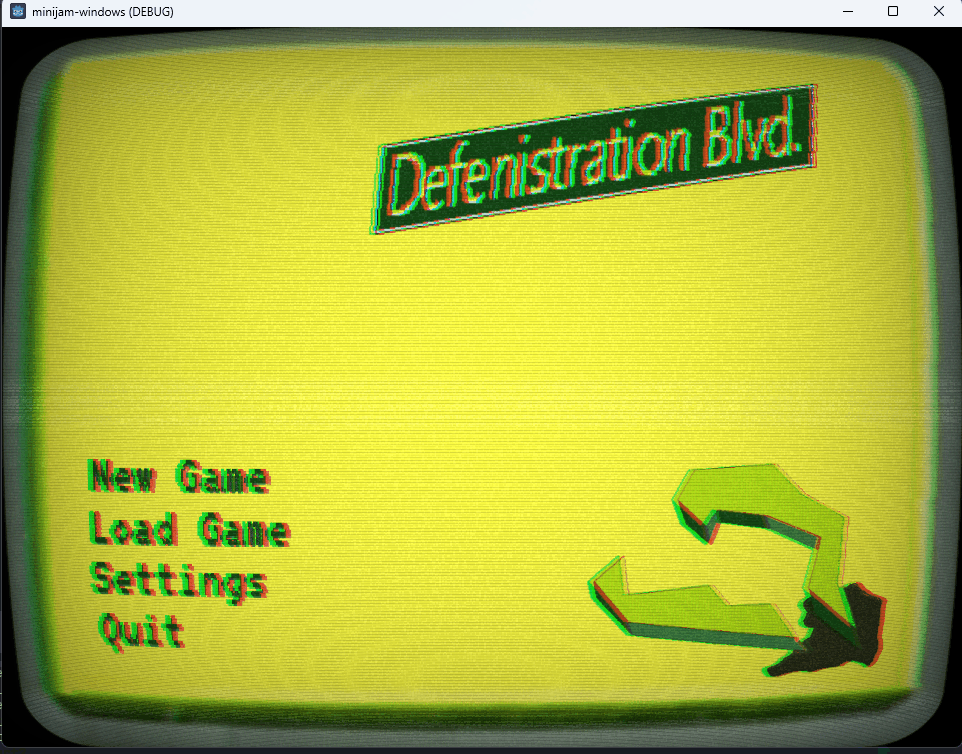 minijam-windows (DEBUG)
Defenistration Blvd.
New Game
Load Game
Settings
Quit